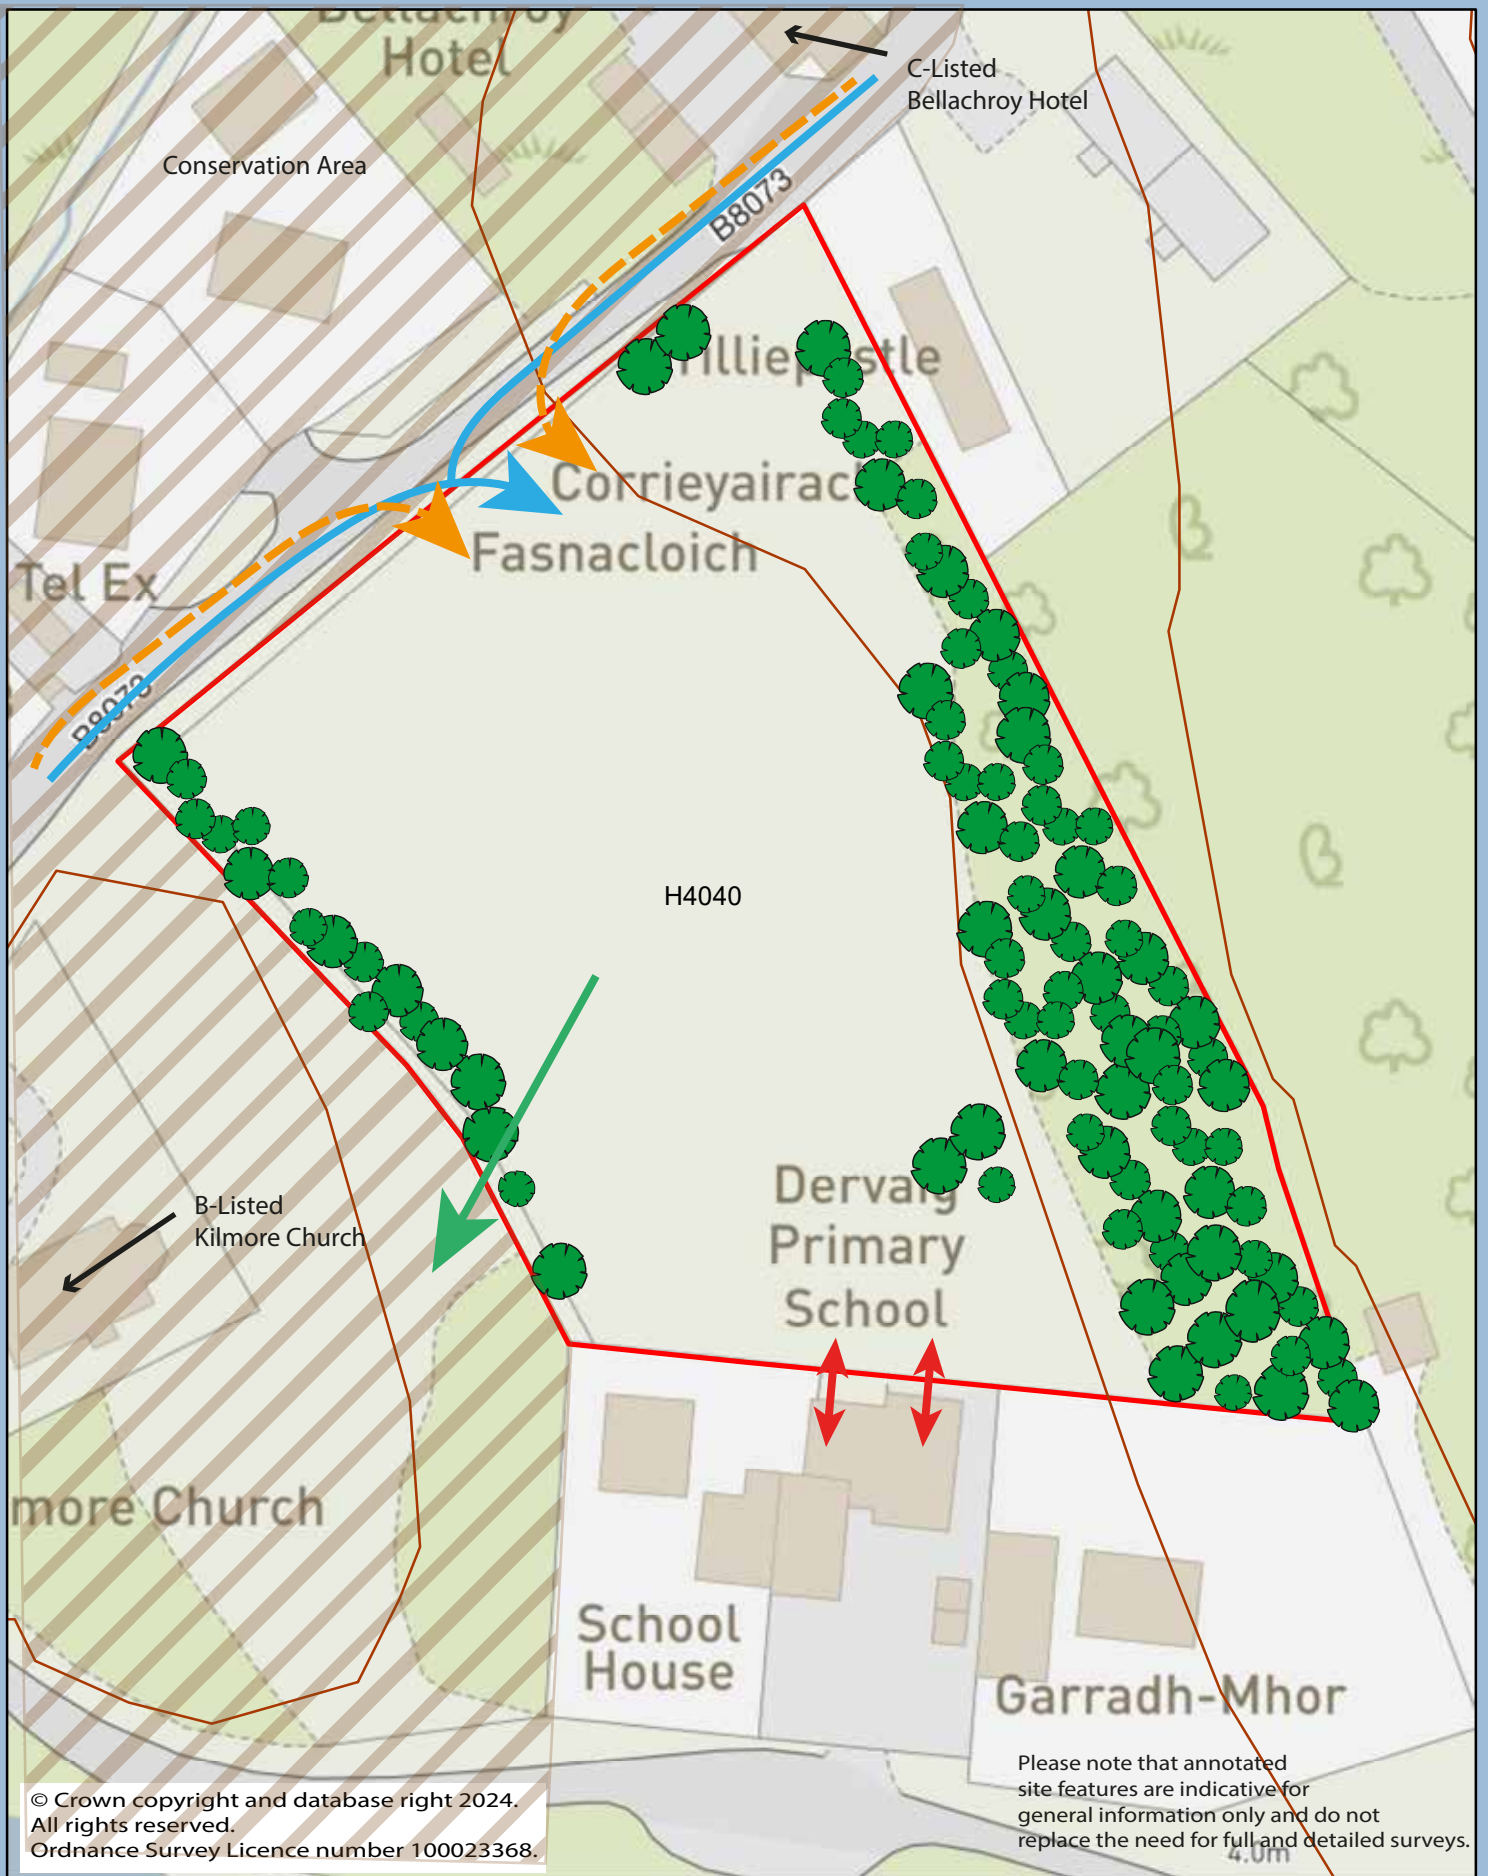 Bellachroy
Hotel
C-Listed
Bellachroy Hotel
Conservation Area
B8073
Corrieyairac
Fasnacloich
Tel Ex
B8073
H4040
Dervaig
Primary
School
B-Listed
Kilmore Church
more Church
School
House
Garradh-Mhor
Please note that annotated
site features are indicative for
general information only and do not
replace the need for full and detailed surveys.
4.0m
© Crown copyright and database right 2024.
All rights reserved.
Ordnance Survey Licence number 100023368.